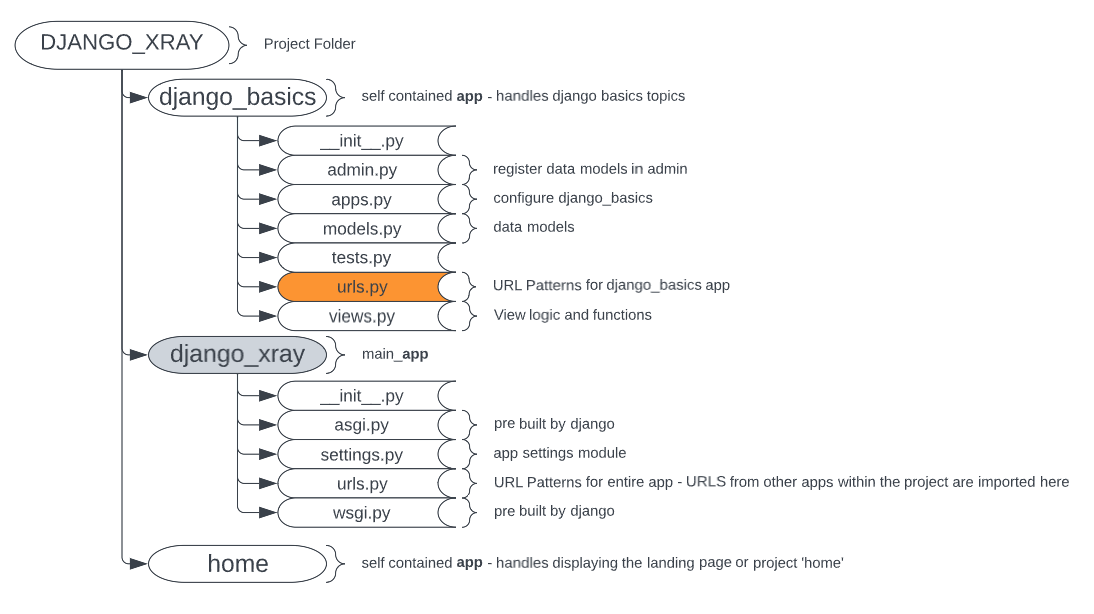 DJANGO_XRAY Project Folder
django_basics self contained app - handles django basics topics
__init__.py
admin.py register data models in admin
apps.py configure django_basics
models.py data models
tests.py
urls.py URL Patterns for django_basics app
views.py View logic and functions
django_xray main_app
__init__.py
asgi.py pre built by django
settings.py app settings module
urls.py URL Patterns for entire app - URLS from other apps within the project are imported here
wsgi.py pre built by django
home self contained app - handles displaying the landing page or project 'home'